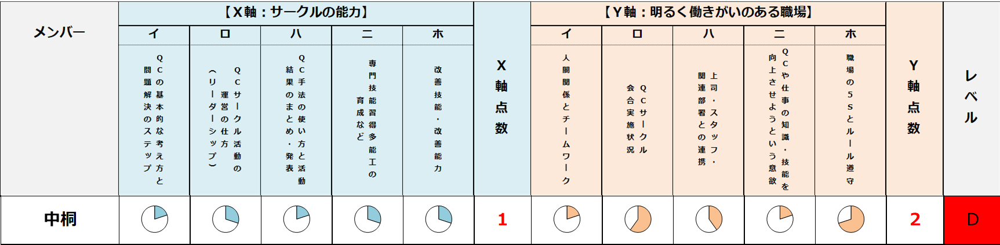 メンバー
【X軸：サークルの能力】
イ
ロ
ハ
ニ
ホ
QCの基本的な考え方と
問題解決のステップ
QCサークル活動の
運営の仕方
（リーダーシップ）
QC手法の使い方と活動
結果のまとめ・発表
専門技能習得多能工の
育成など
改善技能・改善能力
X軸点数
【Y軸：明るく働きがいのある職場】
イ
ロ
ハ
ニ
ホ
人間関係とチームワーク
QCサークル
会合実施状況
上司・スタッフ・
関連部署との連携
QCや仕事の知識・技能を
向上させようという意欲
職場の5Sとルール遵守
Y軸点数
レベル
中桐
1
2
D